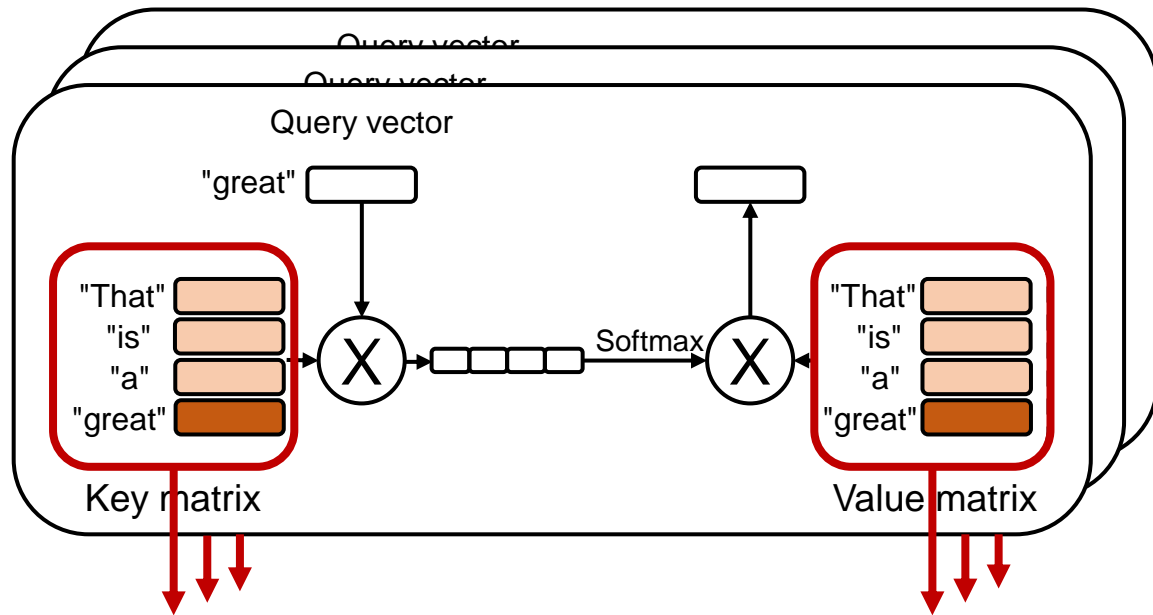 Query vector
Query vector
Query vector
"great"
"That"
"is"
"a"
"great"
X
Softmax
X
"That"
"is"
"a"
"great"
Key matrix
Value matrix